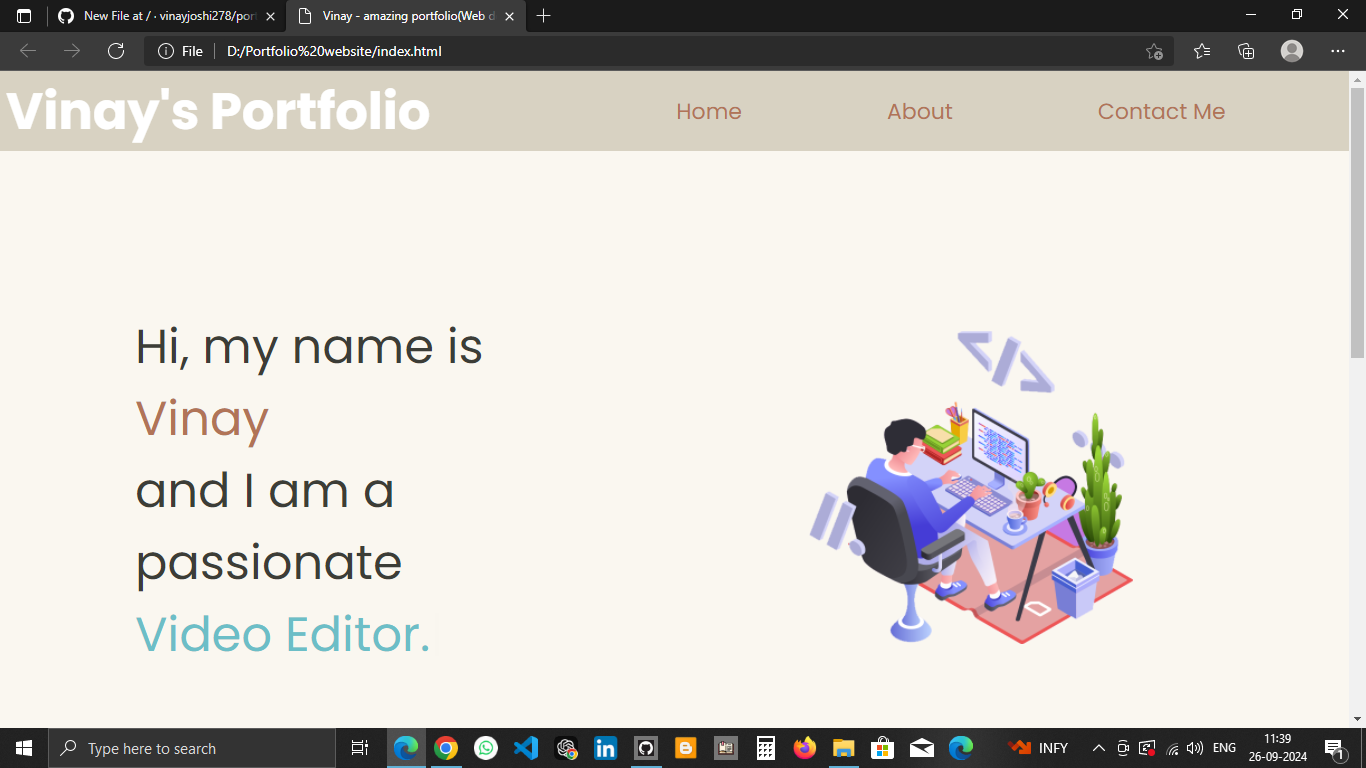 New File at / · vinayjoshi278/por
Vinay - amazing portfolio(Web d
File
D:/Portfolio%20website/index.html
Vinay's Portfolio
Home
About
Contact Me
Hi, my name is
Vinay
and I am a
passionate
Video Editor.
</>
//
Type here to search
INFY
ENG
11:39
26-09-2024
1